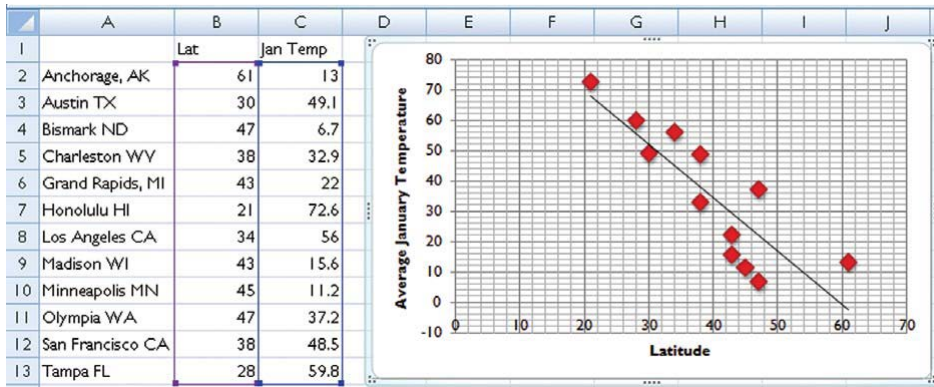 A B C D E F G H I J
1 Lat Jan Temp
2 Anchorage, AK 61 13
3 Austin TX 30 49.1
4 Bismark ND 47 6.7
5 Charleston WV 38 32.9
6 Grand Rapids, MI 43 22
7 Honolulu HI 21 72.6
8 Los Angeles CA 34 56
9 Madison WI 43 15.6
10 Minneapolis MN 45 11.2
11 Olympia WA 47 37.2
12 San Francisco CA 38 48.5
13 Tampa FL 28 59.8
Average January Temperature
80
70
60
50
40
30
20
10
0
-10
0 10 20 30 40 50 60 70
Latitude